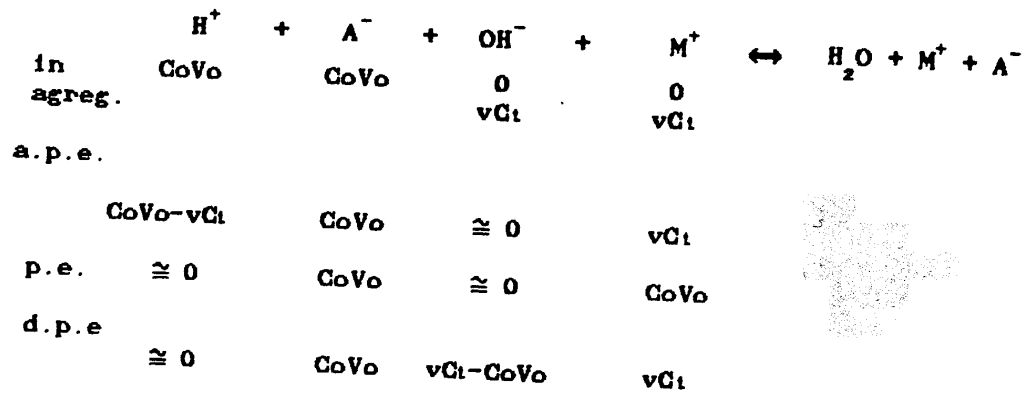 H⁺ + A⁻ + OH⁻ + M⁺ ↔ H₂O + M⁺ + A⁻
in CoVo CoVo 0 0
agreg. vCt vCt
a.p.e.
CoVo-vCt CoVo ≅ 0 vCt
p.e. ≅ 0 CoVo ≅ 0 CoVo
d.p.e
≅ 0 CoVo vCt-CoVo vCt